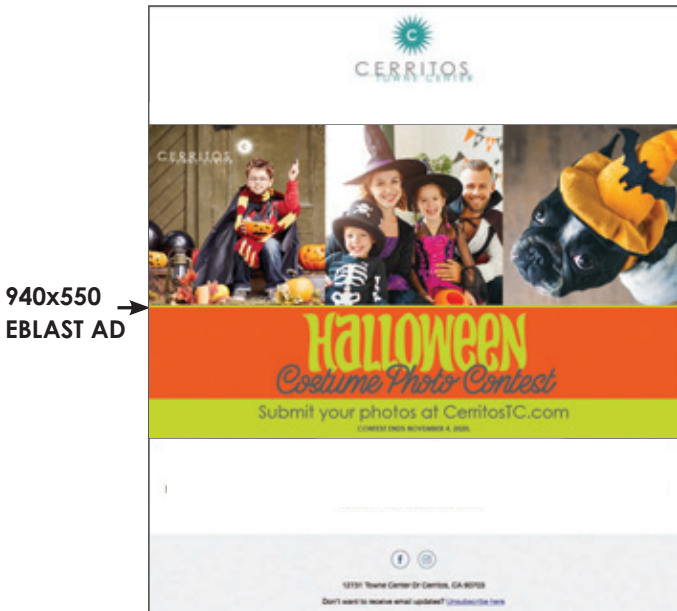 C
CERRITOS
TOWNE CENTER
CERRITOS
C
940x550
EBLAST AD
Halloween
Costume Photo Contest
Submit your photos at CerritosTC.com
CONTEST ENDS NOVEMBER 4, 2020.
f
12731 Towne Center Dr Cerritos, CA 90703
Don't want to receive email updates? Unsubscribe here